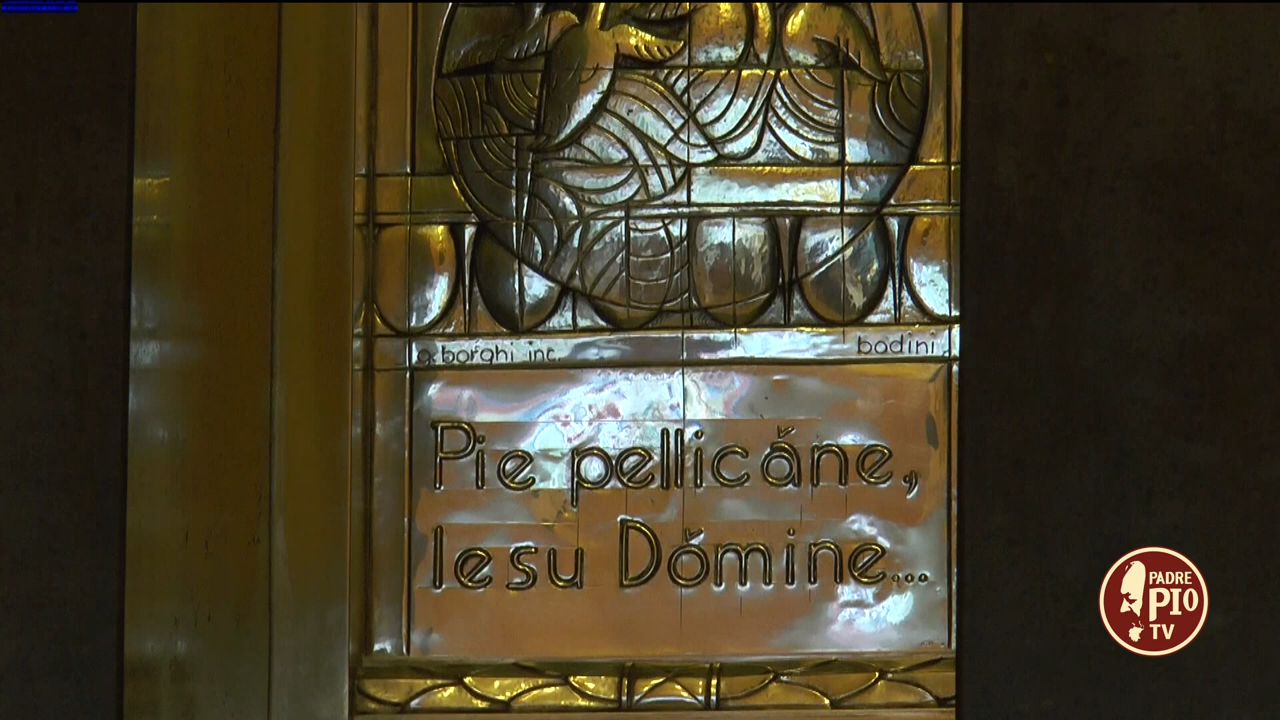 g. borghi inc.
bodini
Pie pellicăne,
Iesu Dŏmine...
PADRE
PIO
TV